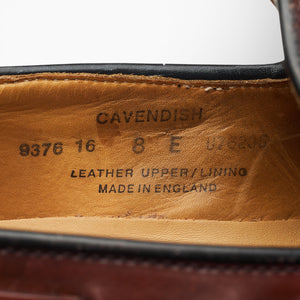 CAVENDISH
9376 16 8 E
LEATHER UPPER/LINING
MADE IN ENGLAND